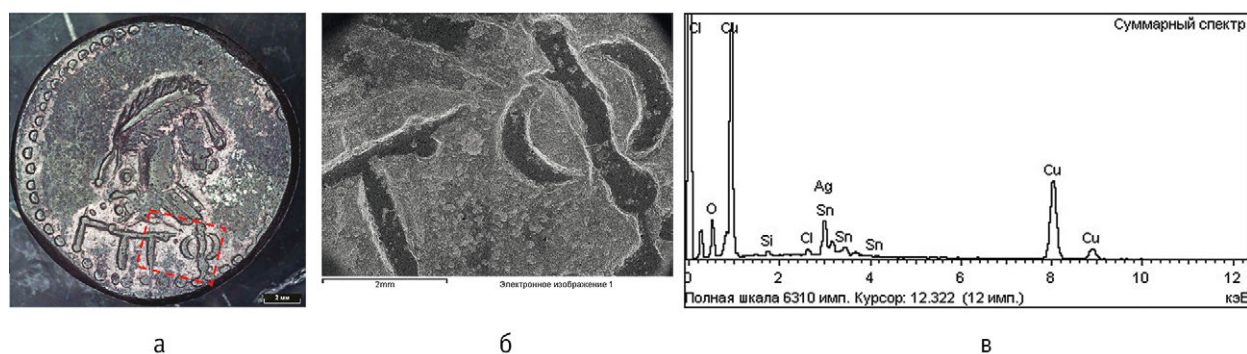 Cl
Cu
Суммарный спектр
Ag
Cu
O
Sn
Si
Cl
Sn
Sn
Cu
0 2 4 6 8 10 12
2 мм
2mm
Электронное изображение 1
Полная шкала 6310 имп. Курсор: 12.322 (12 имп.)
кэВ
а
б
в